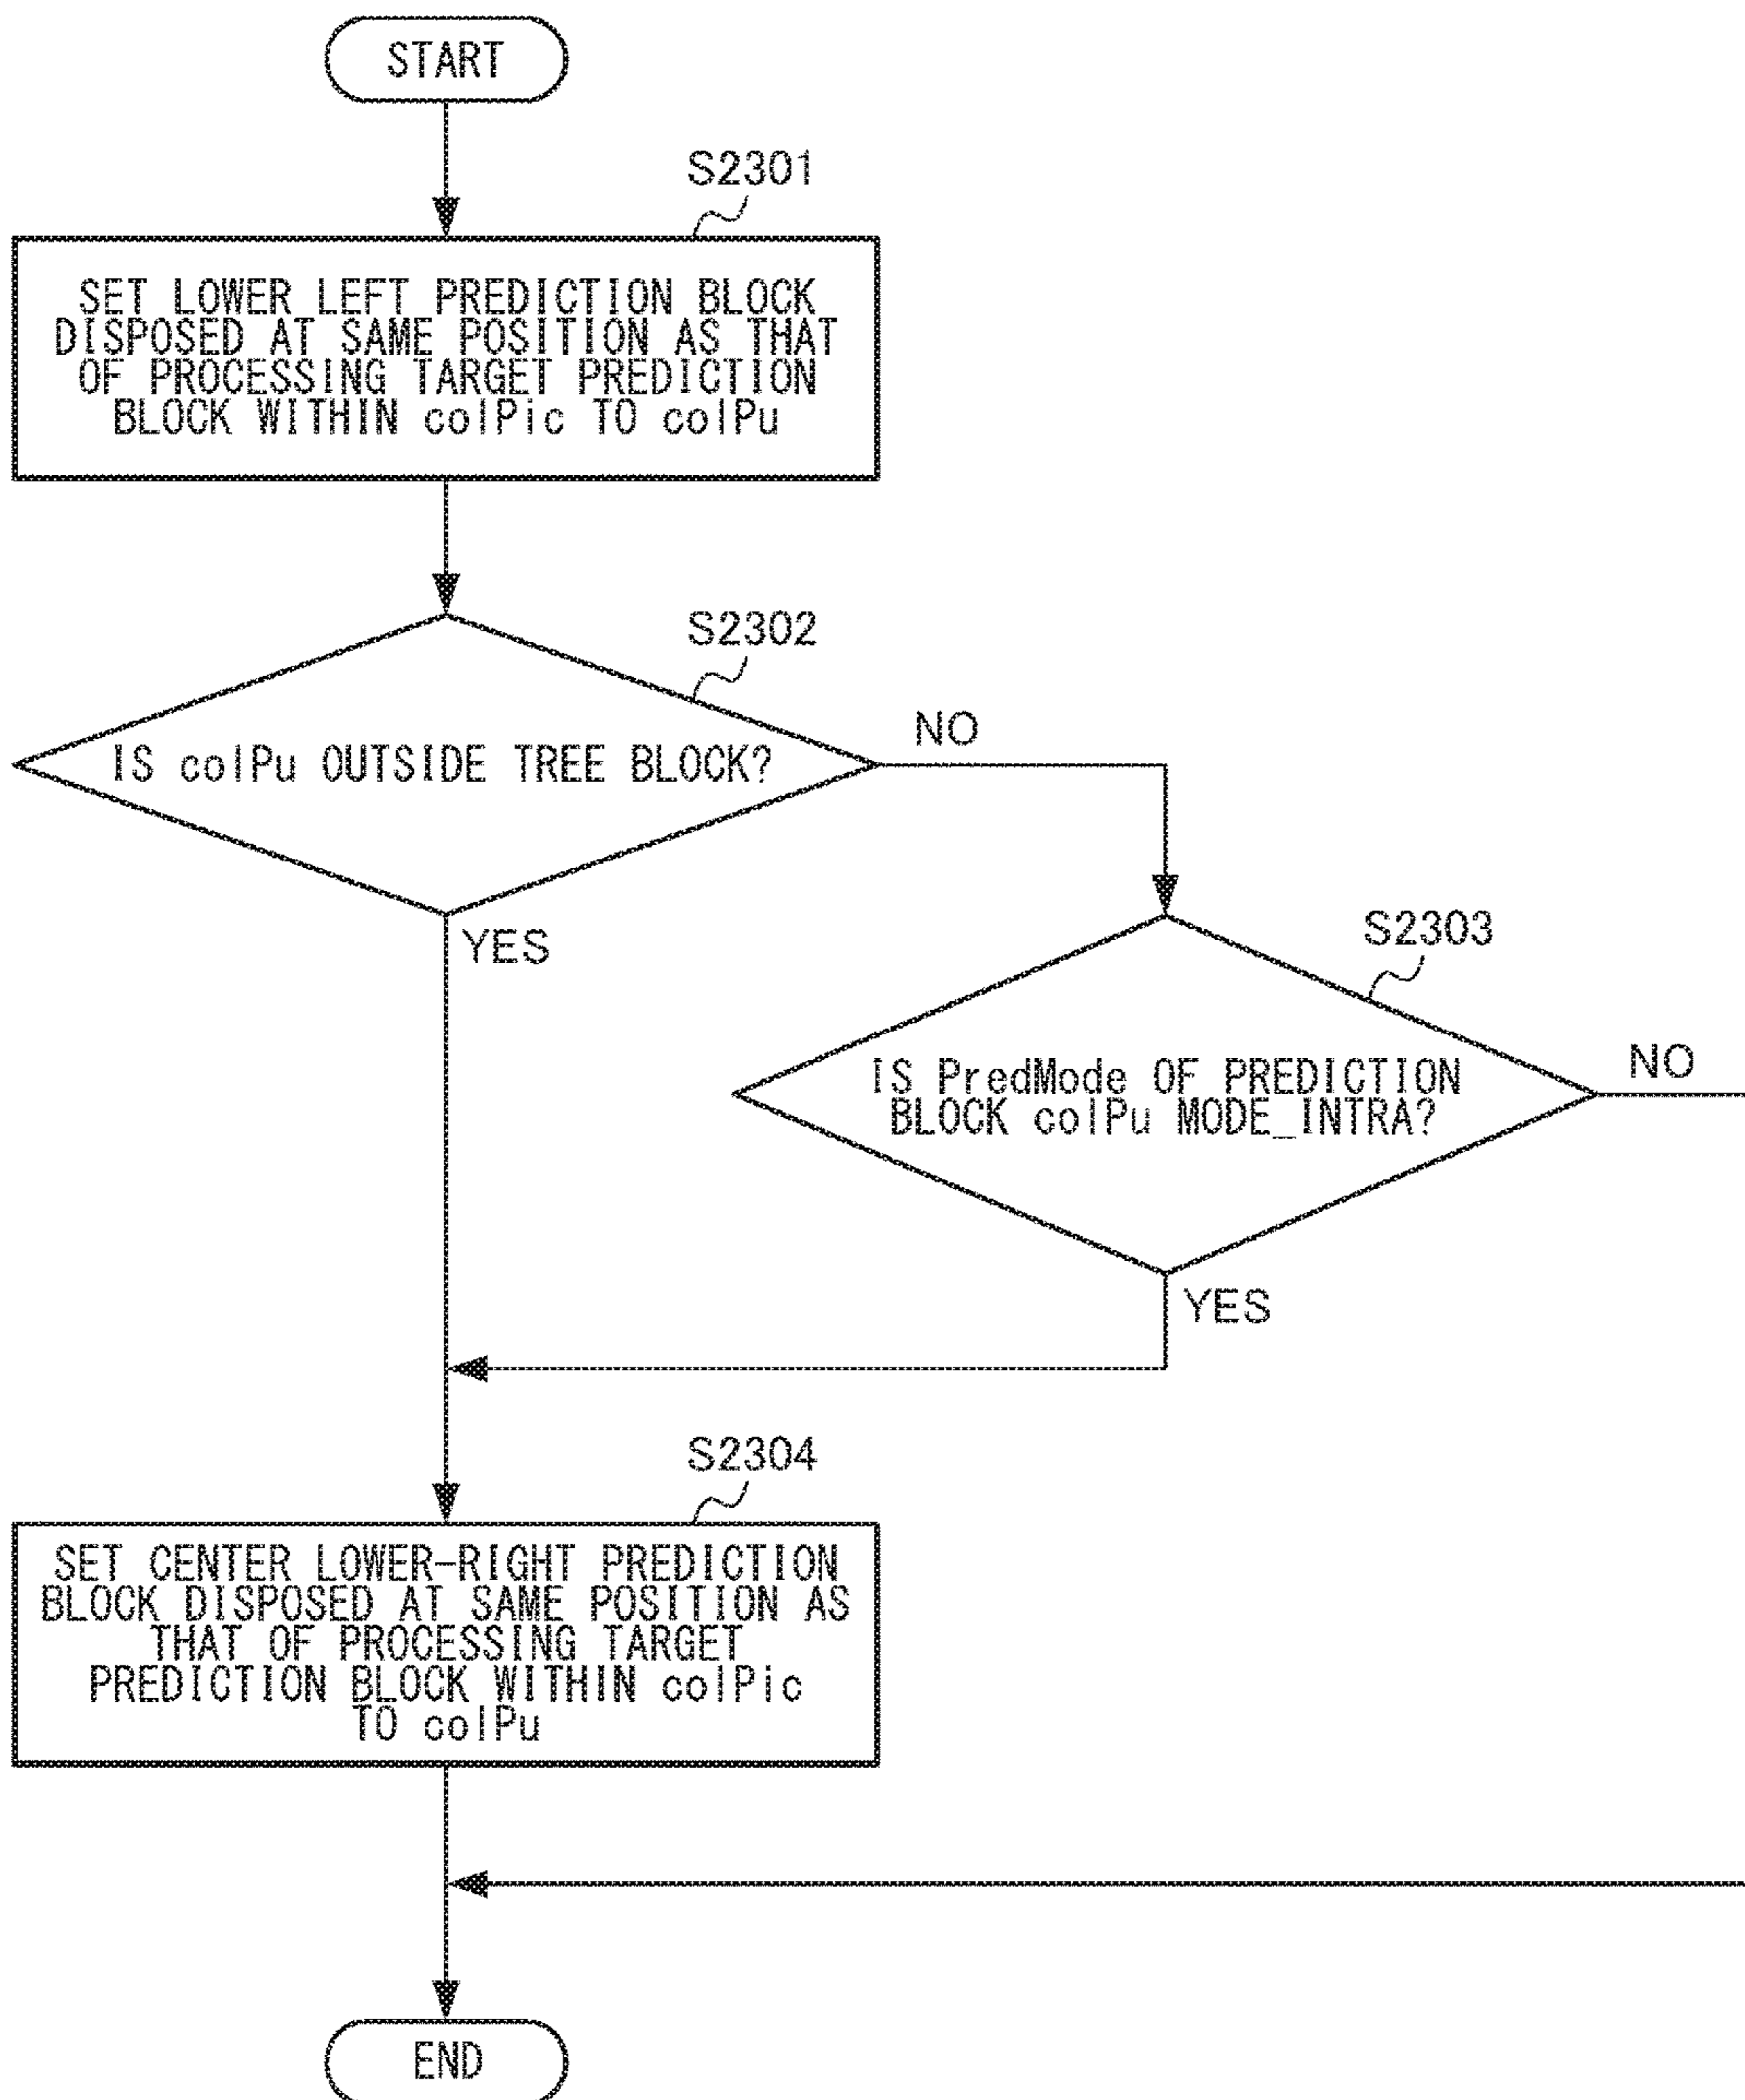 START
S2301
SET LOWER LEFT PREDICTION BLOCK
DISPOSED AT SAME POSITION AS THAT
OF PROCESSING TARGET PREDICTION
BLOCK WITHIN colPic TO colPu
S2302
IS colPu OUTSIDE TREE BLOCK?
NO
YES
S2303
IS PredMode OF PREDICTION
BLOCK colPu MODE_INTRA?
NO
YES
S2304
SET CENTER LOWER-RIGHT PREDICTION
BLOCK DISPOSED AT SAME POSITION AS
THAT OF PROCESSING TARGET
PREDICTION BLOCK WITHIN colPic
TO colPu
END